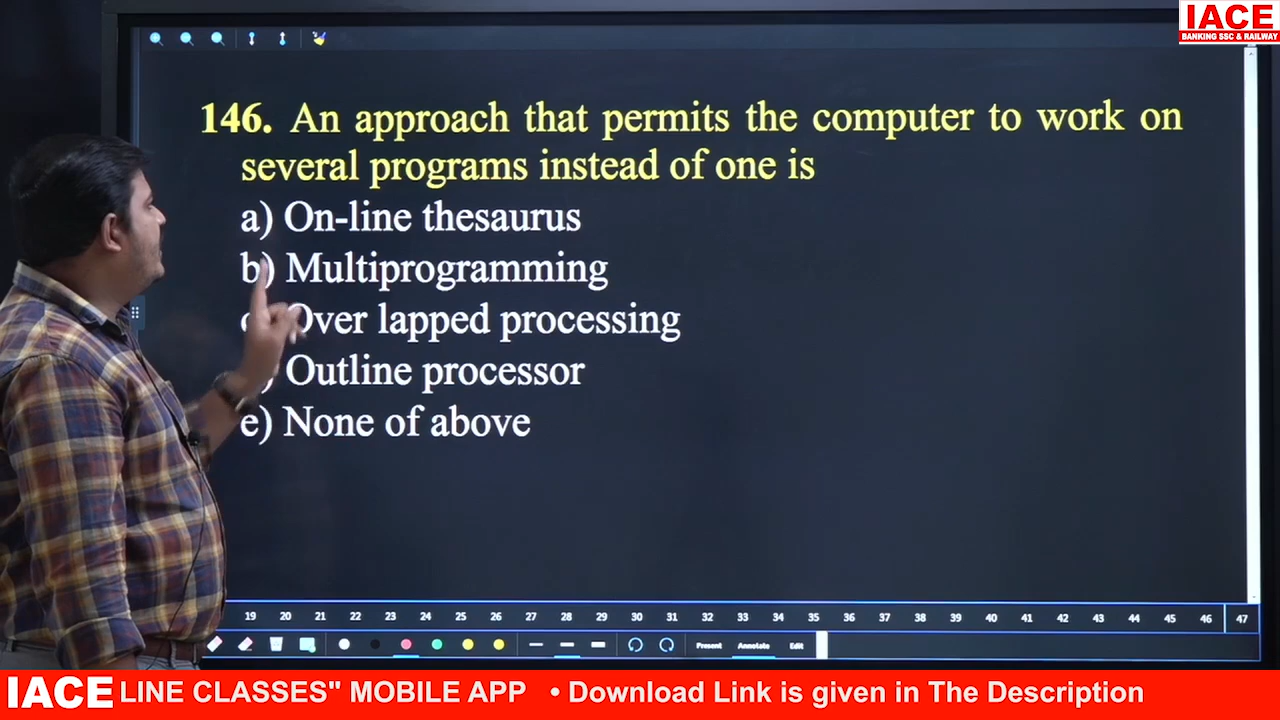 IACE
BANKING SSC & RAILWAY
146. An approach that permits the computer to work on
several programs instead of one is
a) On-line thesaurus
b) Multiprogramming
Over lapped processing
Outline processor
e) None of above
19 20 21 22 23 24 25 26 27 28 29 30 31 32 33 34 35 36 37 38 39 40 41 42 43 44 45 46 47
Present Annotate Edit
IACE LINE CLASSES" MOBILE APP • Download Link is given in The Description